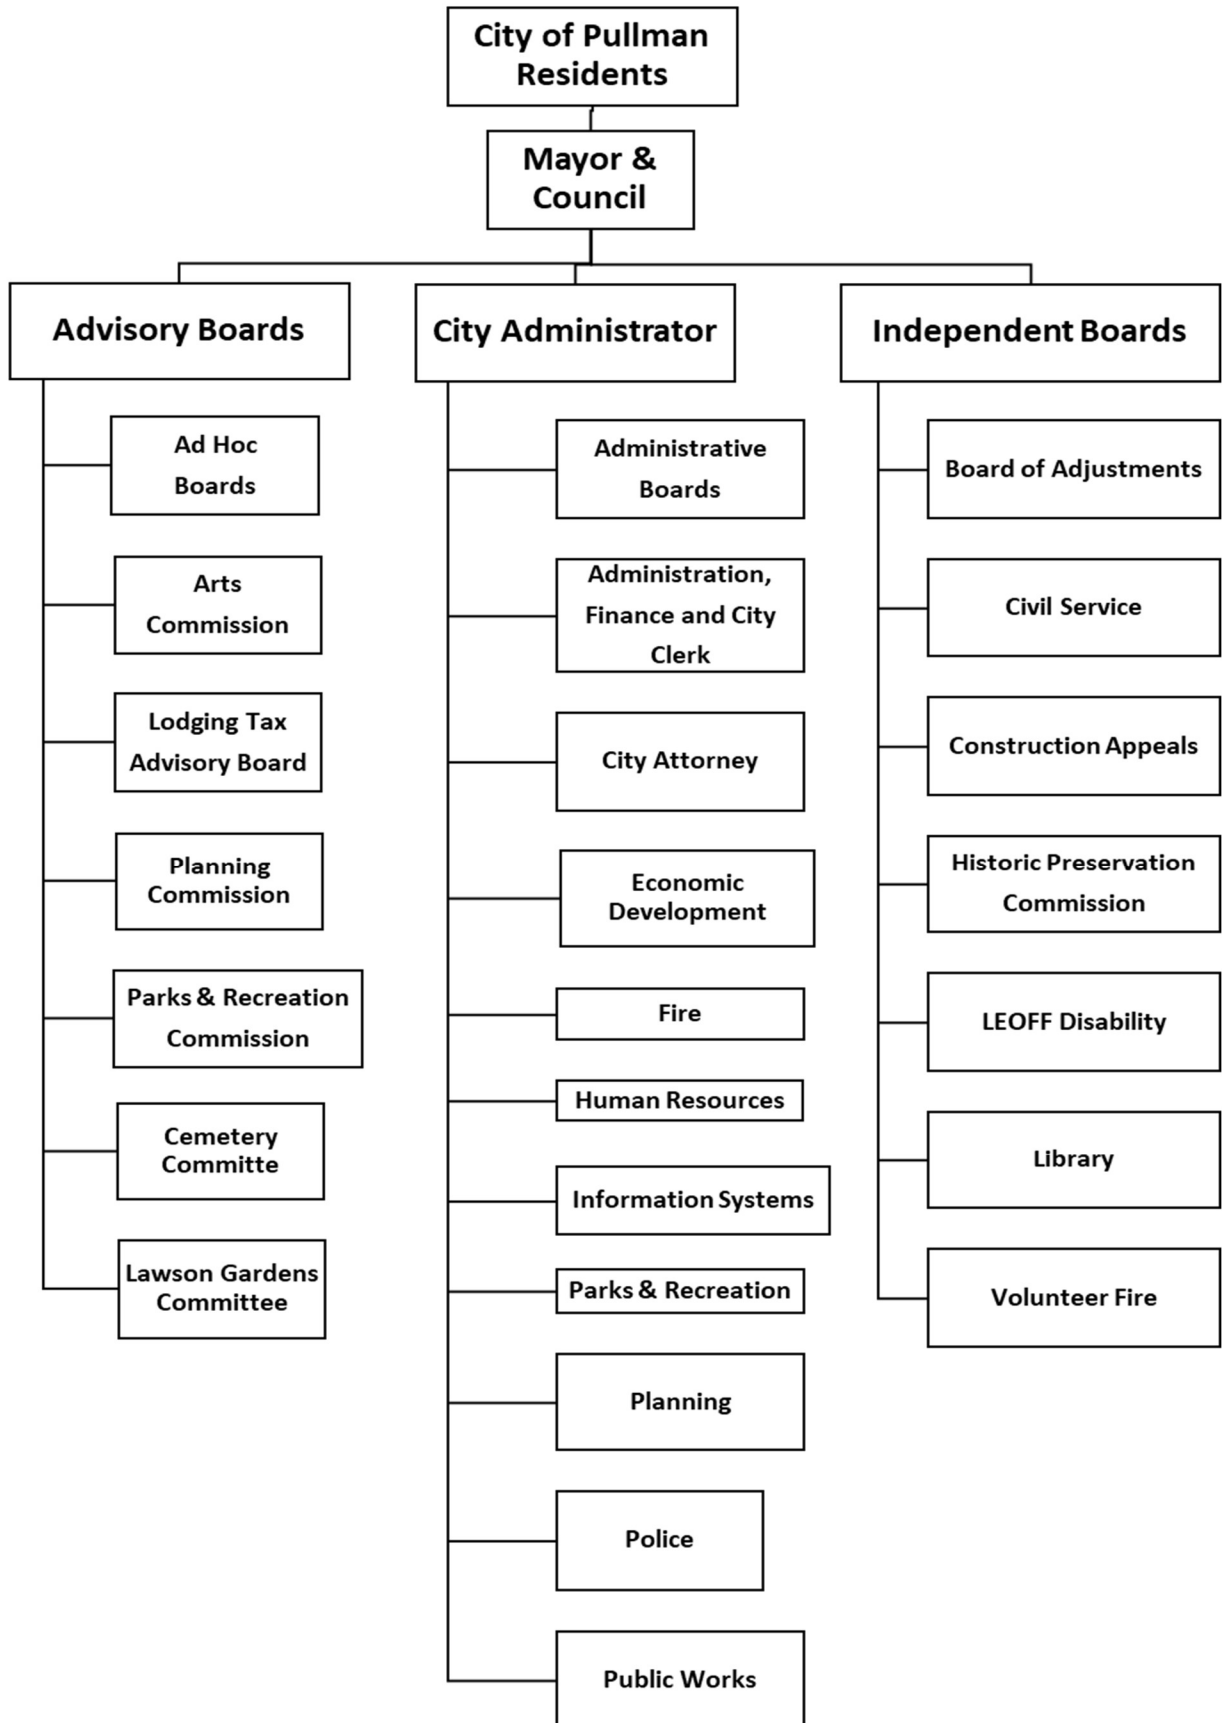 City of Pullman
Residents
Mayor &
Council
Advisory Boards
Ad Hoc
Boards
Arts
Commission
Lodging Tax
Advisory Board
Planning
Commission
Parks & Recreation
Commission
Cemetery
Committe
Lawson Gardens
Committee
City Administrator
Administrative
Boards
Administration,
Finance and City
Clerk
City Attorney
Economic
Development
Fire
Human Resources
Information Systems
Parks & Recreation
Planning
Police
Public Works
Independent Boards
Board of Adjustments
Civil Service
Construction Appeals
Historic Preservation
Commission
LEOFF Disability
Library
Volunteer Fire